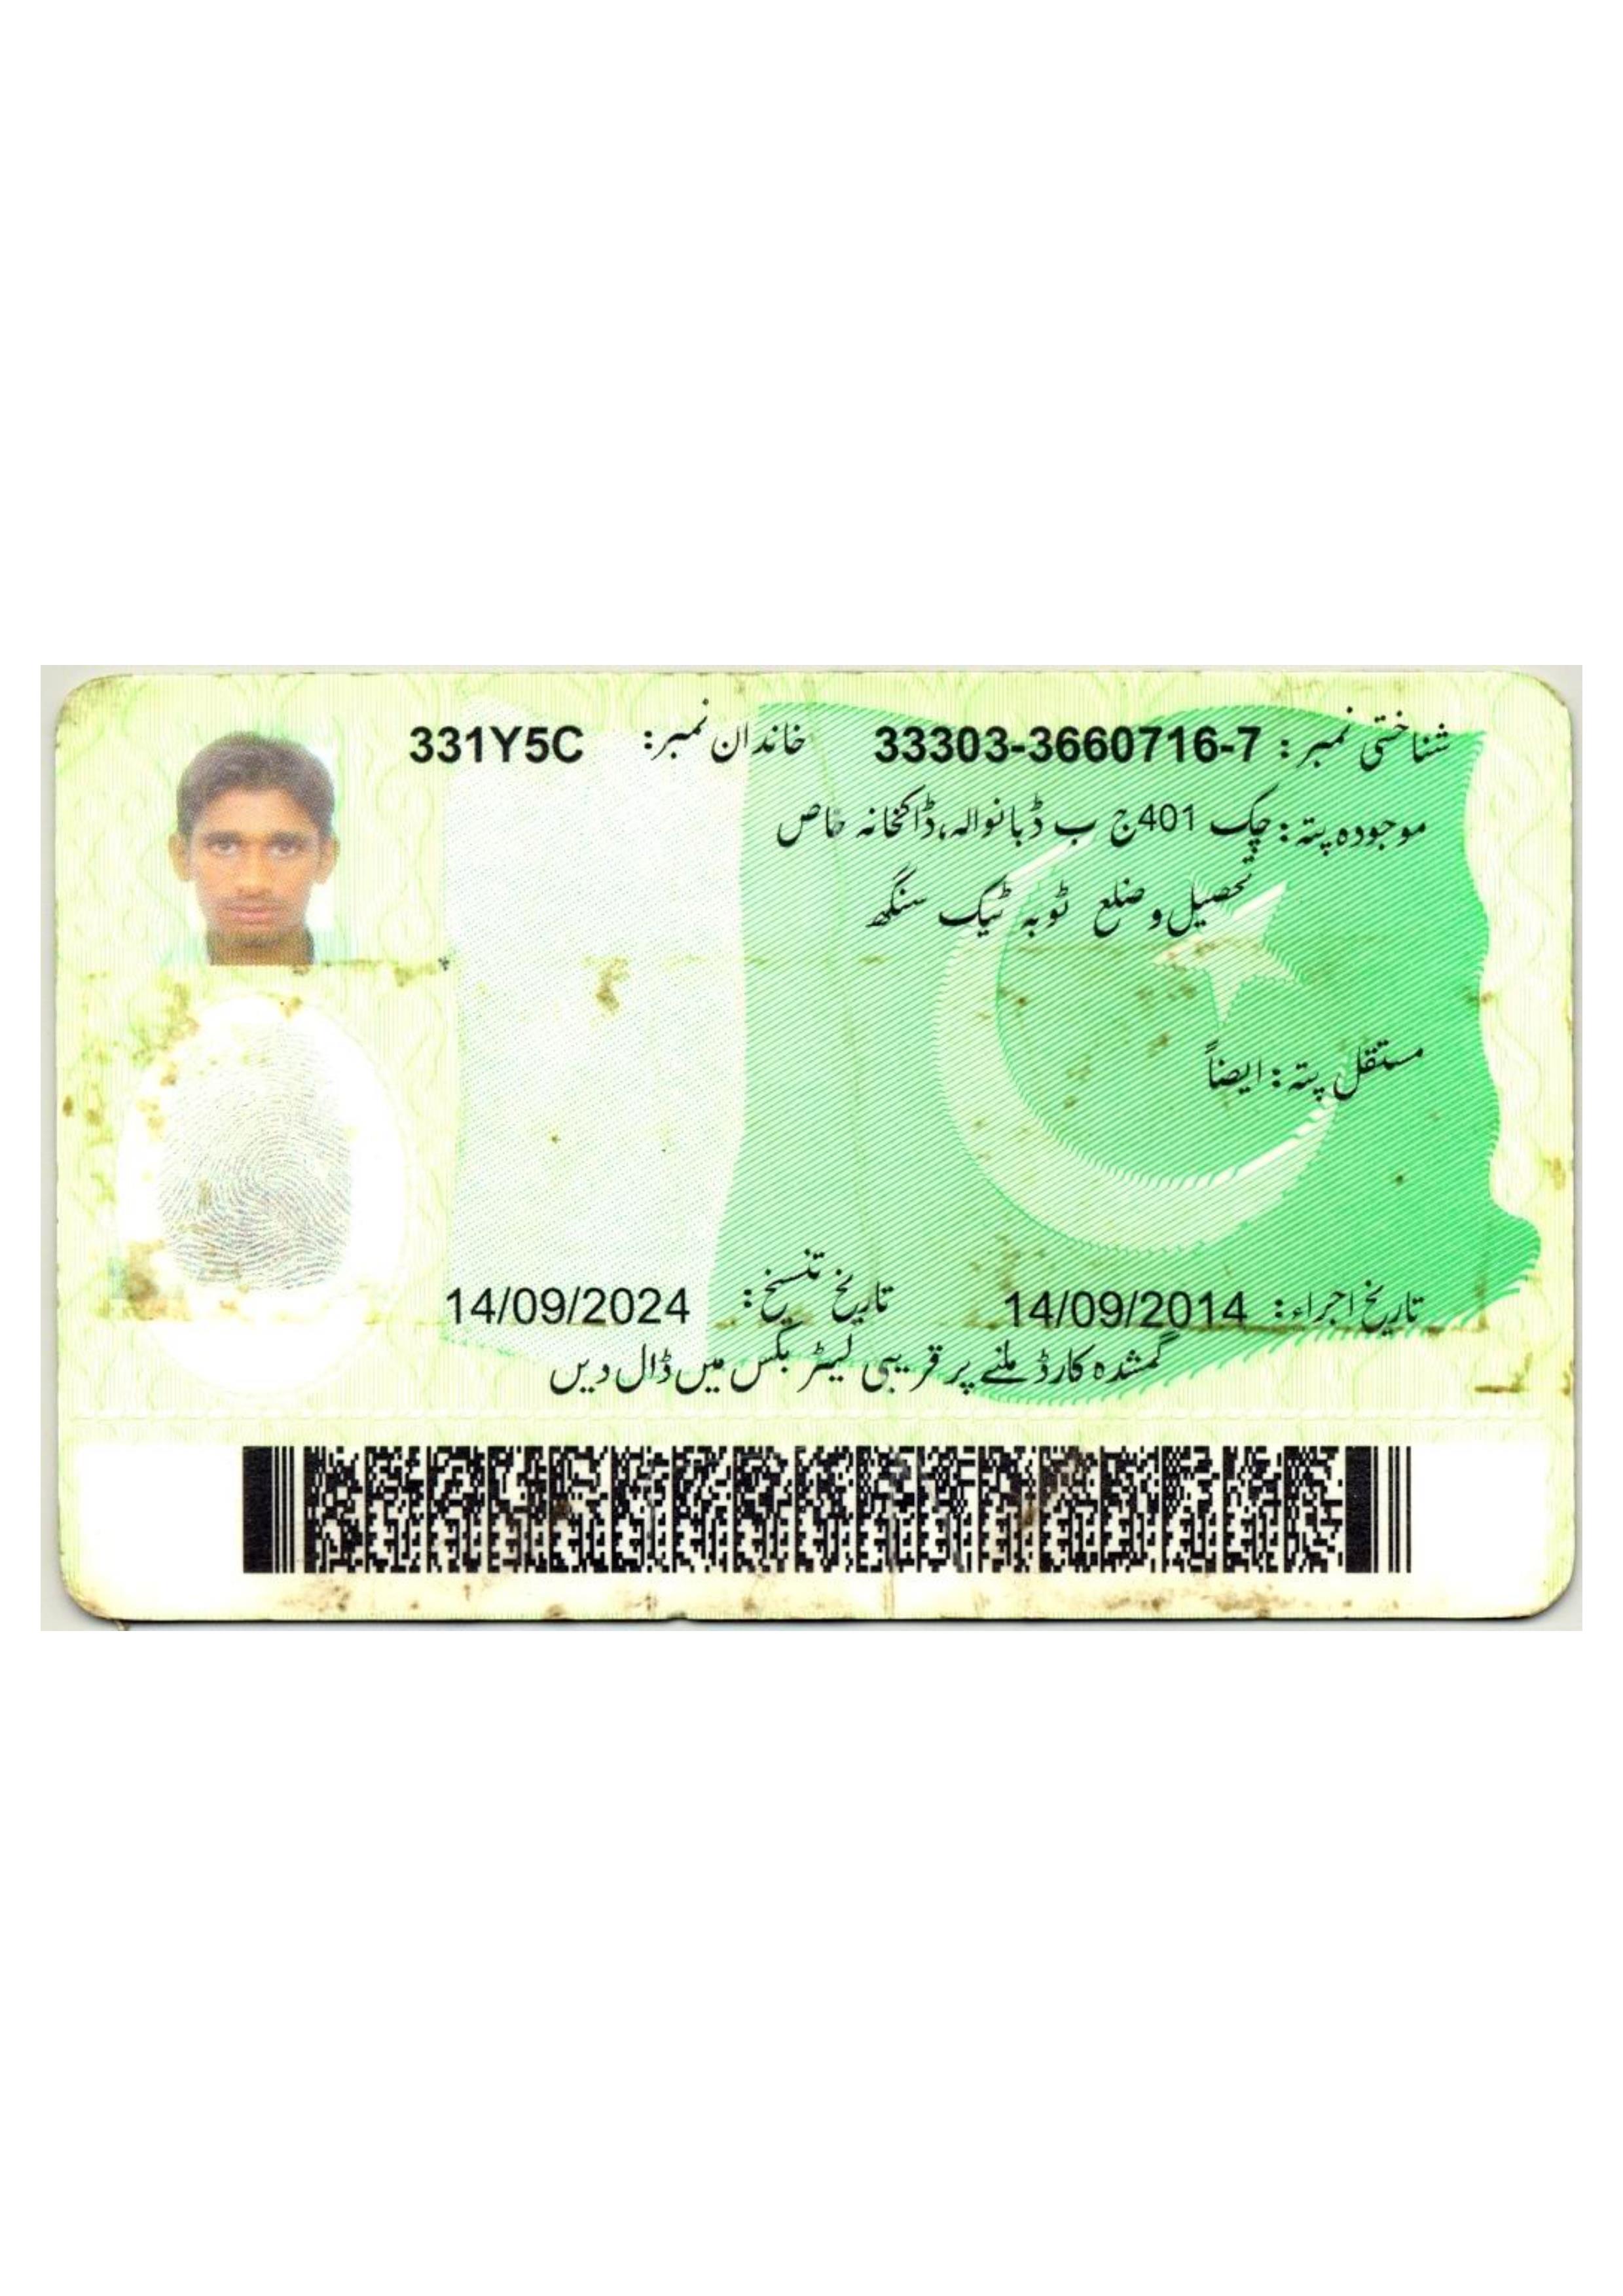 شناختی نمبر: 33303-3660716-7 خاندان نمبر: 331Y5C
موجودہ پتہ: چک 401 ج ب ڈبانوالہ، ڈاکخانہ خاص
تحصیل و ضلع ٹوبہ ٹیک سنگھ
مستقل پتہ: ایضاً
تاریخ اجراء: 14/09/2014 تاریخ تنسیخ: 14/09/2024
گمشدہ کارڈ ملنے پر قریبی لیٹر بکس میں ڈال دیں